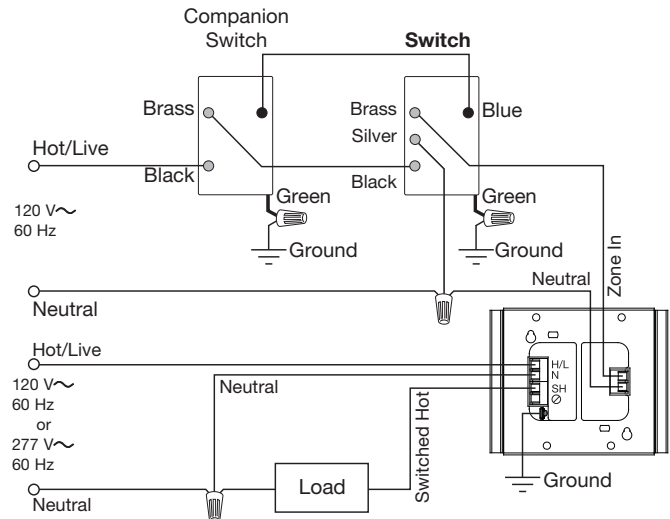 Companion
Switch
Switch
Brass
Brass
Blue
Silver
Hot/Live
Black
Black
Green
Green
120 V～
60 Hz
Ground
Ground
Neutral
Zone In
Neutral
Hot/Live
H/L
N
SH
120 V～
60 Hz
or
277 V～
60 Hz
Neutral
Switched Hot
Load
Ground
Neutral